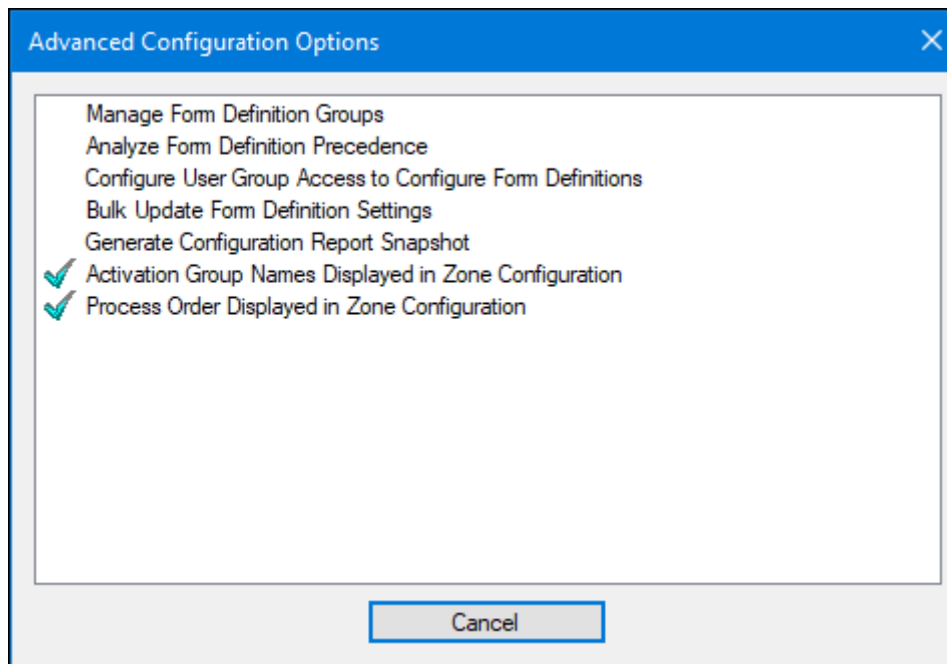 Advanced Configuration Options
Manage Form Definition Groups
Analyze Form Definition Precedence
Configure User Group Access to Configure Form Definitions
Bulk Update Form Definition Settings
Generate Configuration Report Snapshot
Activation Group Names Displayed in Zone Configuration
Process Order Displayed in Zone Configuration
Cancel